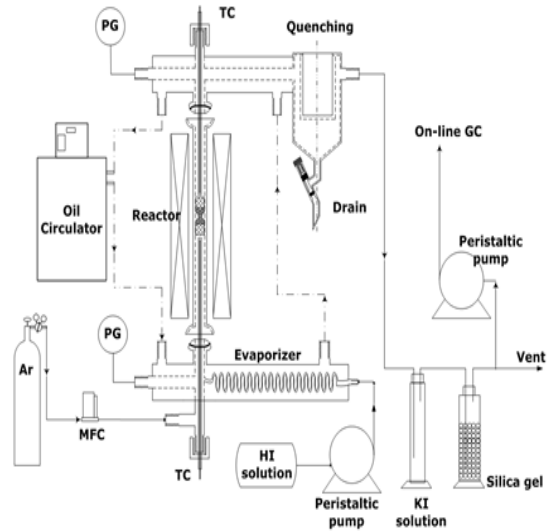 TC
Quenching
PG
On-line GC
Oil
Circulator
Reactor
Drain
Peristaltic
pump
PG
Evaporizer
Ar
Vent
MFC
HI
solution
TC
Peristaltic
pump
KI
solution
Silica gel